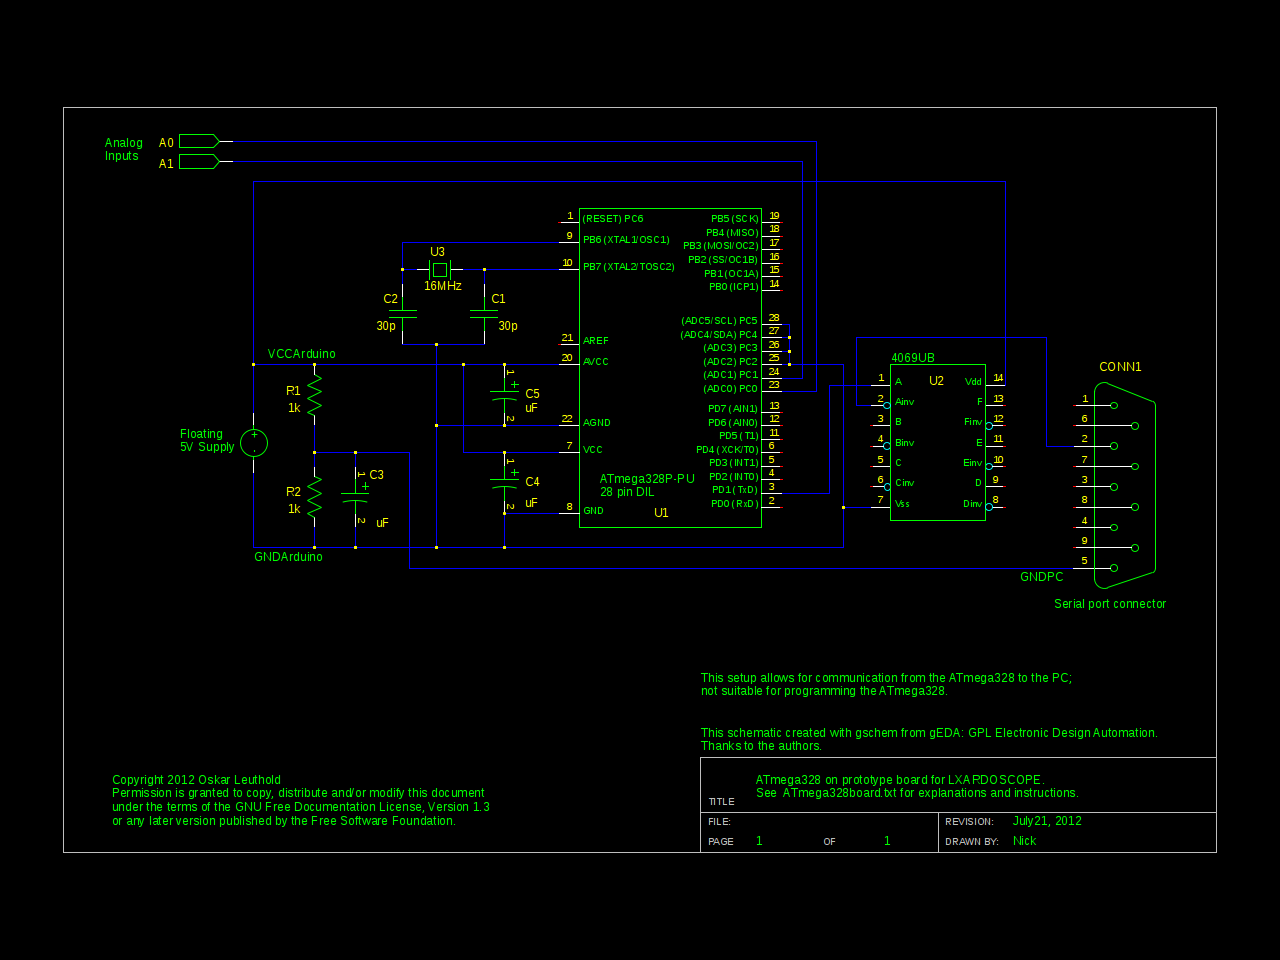 Analog
Inputs
A0
A1
U3
16MHz
C2
30p
C1
30p
VCCArduino
R1
1k
Floating
5V Supply
+
-
R2
1k
C3
1
+
2
uF
GNDArduino
1
+
C5
2
uF
1
+
C4
2
uF
1 (RESET) PC6
9 PB6 (XTAL1/OSC1)
10 PB7 (XTAL2/TOSC2)
21 AREF
20 AVCC
22 AGND
7 VCC
8 GND
PB5 (SCK) 19
PB4 (MISO) 18
PB3 (MOSI/OC2) 17
PB2 (SS/OC1B) 16
PB1 (OC1A) 15
PB0 (ICP1) 14
(ADC5/SCL) PC5 28
(ADC4/SDA) PC4 27
(ADC3) PC3 26
(ADC2) PC2 25
(ADC1) PC1 24
(ADC0) PC0 23
PD7 (AIN1) 13
PD6 (AIN0) 12
PD5 (T1) 11
PD4 (XCK/T0) 6
PD3 (INT1) 5
PD2 (INT0) 4
PD1 (TxD) 3
PD0 (RxD) 2
ATmega328P-PU
28 pin DIL
U1
4069UB
U2
1 A
2 Ainv
3 B
4 Binv
5 C
6 Cinv
7 Vss
Vdd 14
F 13
Finv 12
E 11
Einv 10
D 9
Dinv 8
CONN1
1
6
2
7
3
8
4
9
5
GNDPC
Serial port connector
This setup allows for communication from the ATmega328 to the PC;
not suitable for programming the ATmega328.
This schematic created with gschem from gEDA: GPL Electronic Design Automation.
Thanks to the authors.
Copyright 2012 Oskar Leuthold
Permission is granted to copy, distribute and/or modify this document
under the terms of the GNU Free Documentation License, Version 1.3
or any later version published by the Free Software Foundation.
ATmega328 on prototype board for LXARDOSCOPE.
See ATmega328board.txt for explanations and instructions.
TITLE
FILE:
REVISION: July21, 2012
PAGE 1 OF 1
DRAWN BY: Nick